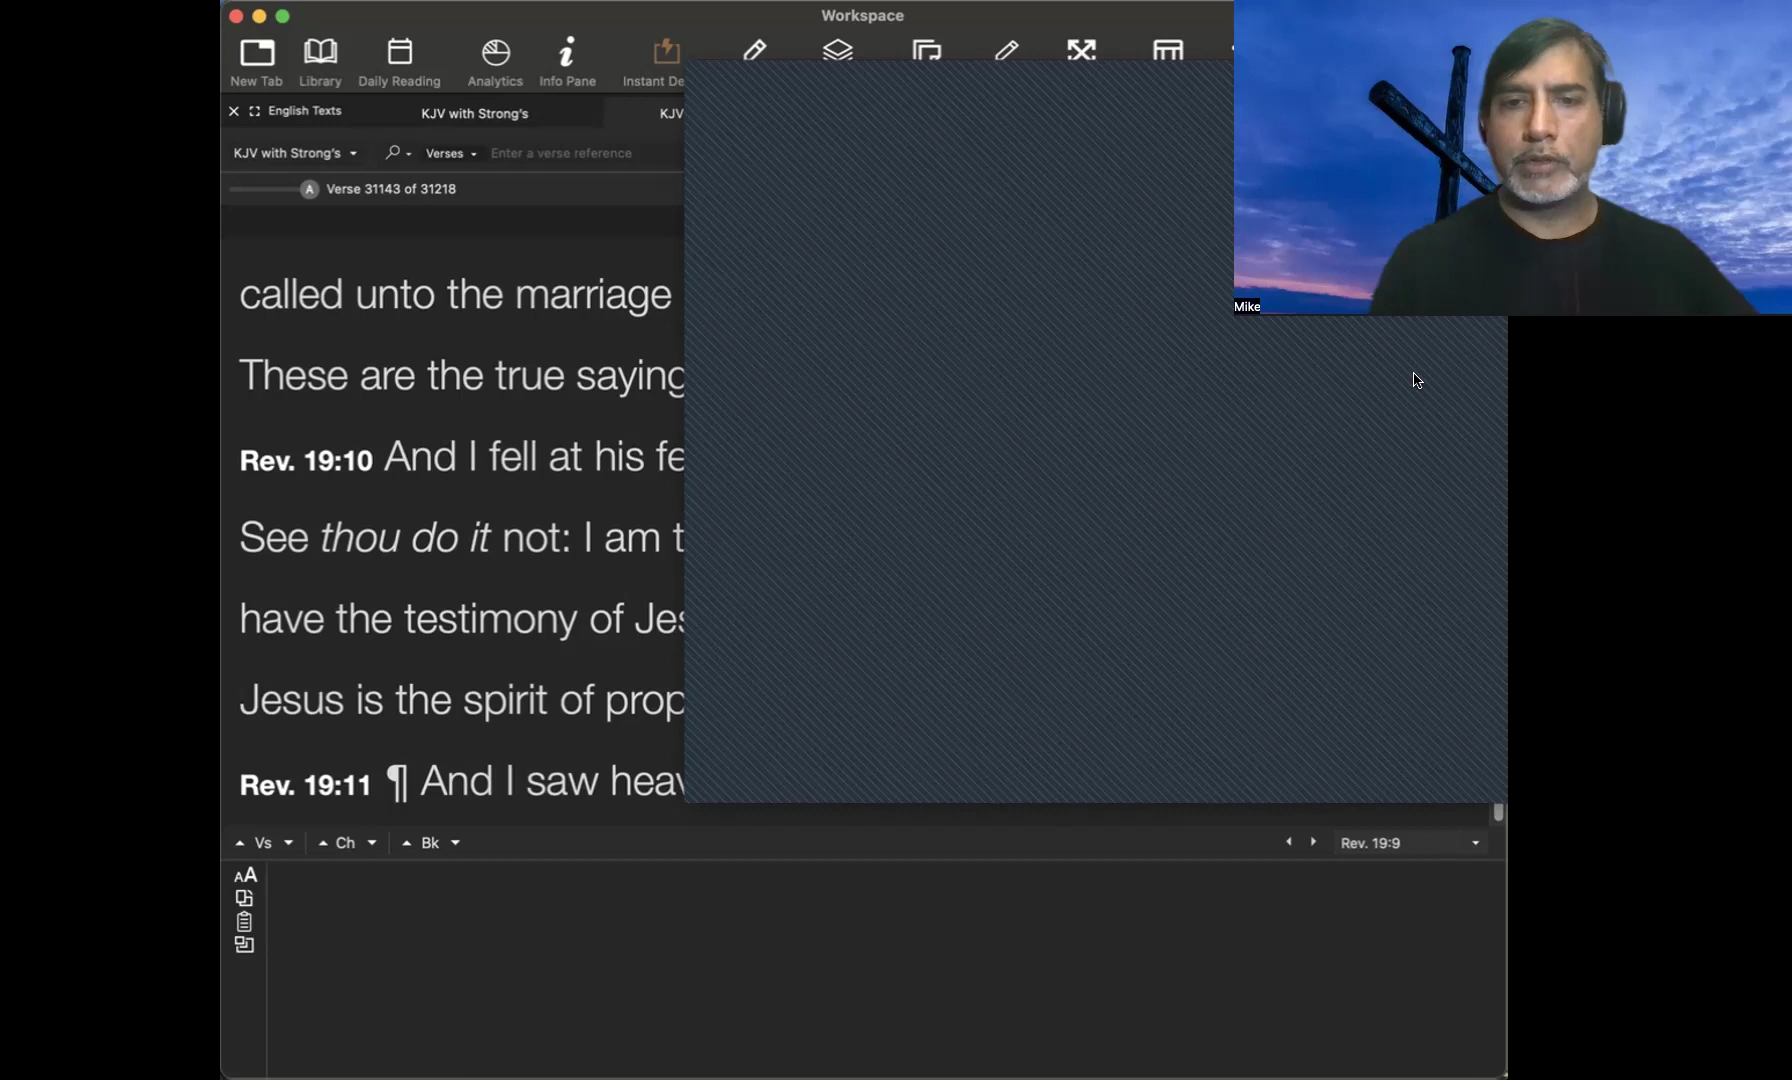 Workspace
New Tab Library Daily Reading Analytics Info Pane Instant De
English Texts KJV with Strong's KJV
KJV with Strong's Verses Enter a verse reference
A Verse 31143 of 31218
Mike
called unto the marriage
These are the true saying
Rev. 19:10 And I fell at his fe
See thou do it not: I am t
have the testimony of Jes
Jesus is the spirit of prop
Rev. 19:11 ¶ And I saw heav
Vs Ch Bk Rev. 19:9
AA